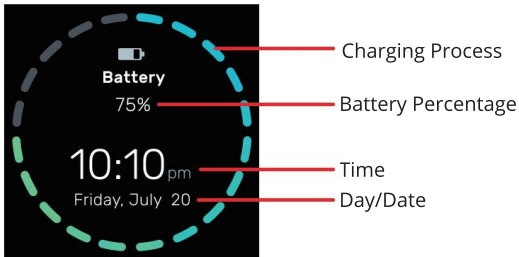 Battery
75%
10:10pm
Friday, July 20
Charging Process
Battery Percentage
Time
Day/Date